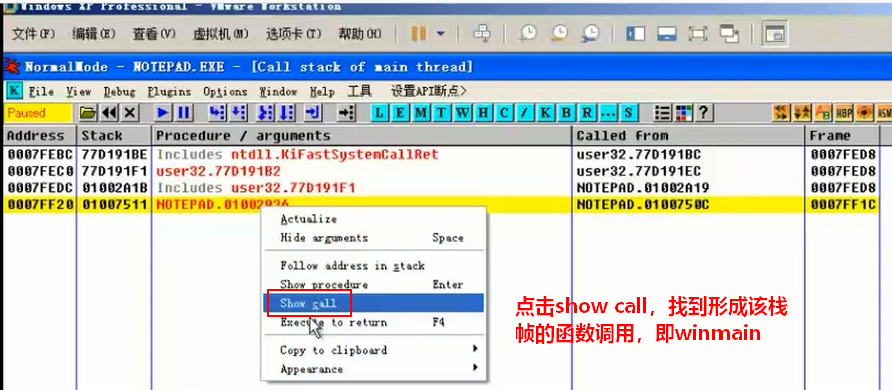 Windows XP Professional - VMware Workstation
文件(F) 编辑(E) 查看(V) 虚拟机(M) 选项卡(T) 帮助(H)
NormalMode - NOTEPAD.EXE - [Call stack of main thread]
K File View Debug Plugins Options Window Help 工具 设置API断点>
Paused L E M T W H C / K B R ... S ? HBP ASM
Address Stack Procedure / arguments Called from Frame
0007FEBC 77D191BE Includes ntdll.KiFastSystemCallRet user32.77D191BC 0007FED8
0007FEC0 77D191F1 user32.77D191B2 user32.77D191EC 0007FED8
0007FEDC 01002A1B Includes user32.77D191F1 NOTEPAD.01002A19 0007FED8
0007FF20 01007511 NOTEPAD.01002936 NOTEPAD.0100750C 0007FF1C
Actualize
Hide arguments Space
Follow address in stack
Show procedure Enter
Show call
Execute to return F4
Copy to clipboard
Appearance
点击show call，找到形成该栈
帧的函数调用，即winmain